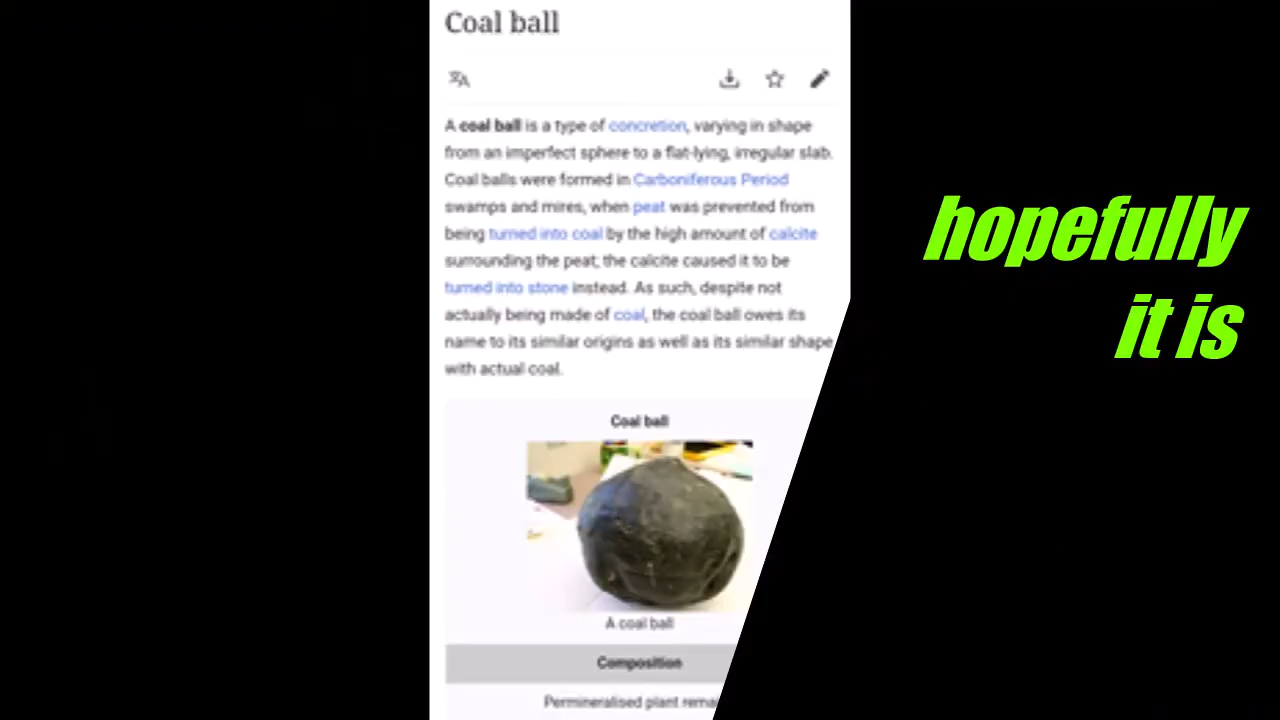 Coal ball
A coal ball is a type of concretion, varying in shape
from an imperfect sphere to a flat-lying, irregular slab.
Coal balls were formed in Carboniferous Period
swamps and mires, when peat was prevented from
being turned into coal by the high amount of calcite
surrounding the peat; the calcite caused it to be
turned into stone instead. As such, despite not
actually being made of coal, the coal ball owes its
name to its similar origins as well as its similar shape
with actual coal.
Coal ball
A coal ball
Composition
Permineralised plant
hopefully
it is